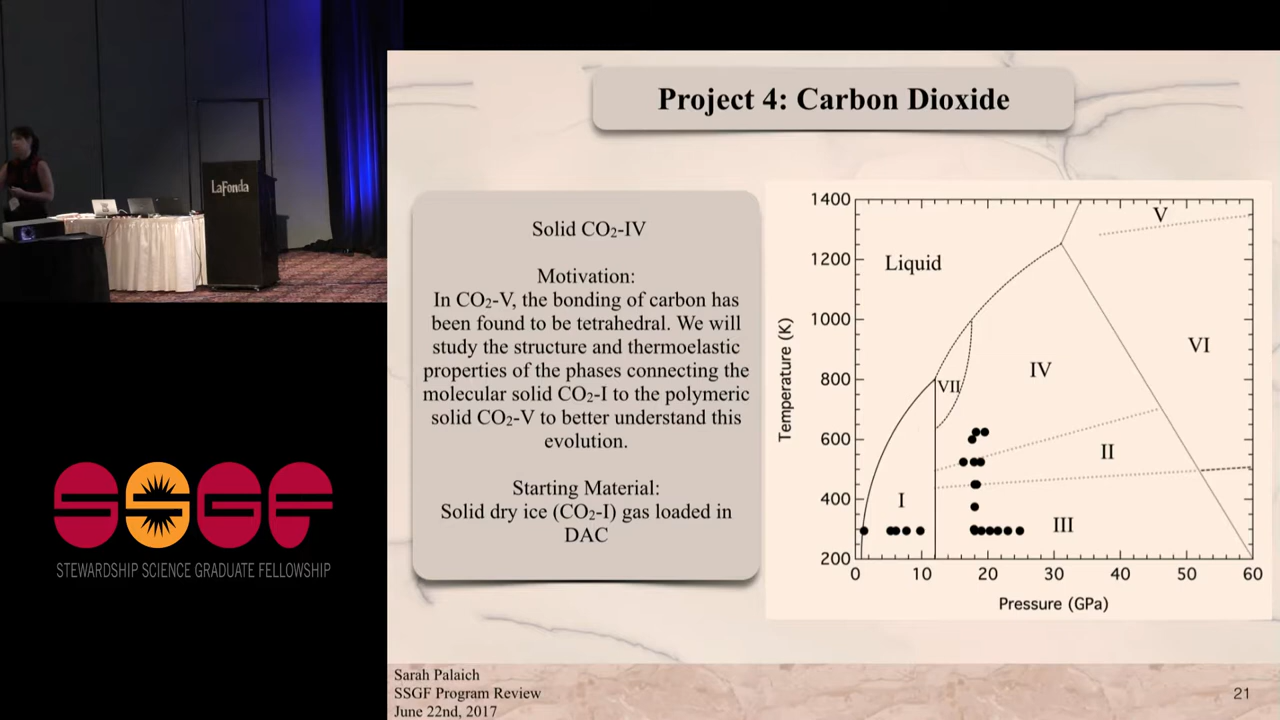 Project 4: Carbon Dioxide
LaFonda
Solid CO₂-IV
Motivation:
In CO₂-V, the bonding of carbon has
been found to be tetrahedral. We will
study the structure and thermoelastic
properties of the phases connecting the
molecular solid CO₂-I to the polymeric
solid CO₂-V to better understand this
evolution.
Starting Material:
Solid dry ice (CO₂-I) gas loaded in
DAC
1400
1200
1000
800
600
400
200
Temperature (K)
Liquid
V
VI
IV
VII
II
I
III
0 10 20 30 40 50 60
Pressure (GPa)
SSGF
STEWARDSHIP SCIENCE GRADUATE FELLOWSHIP
Sarah Palaich
SSGF Program Review
June 22nd, 2017
21